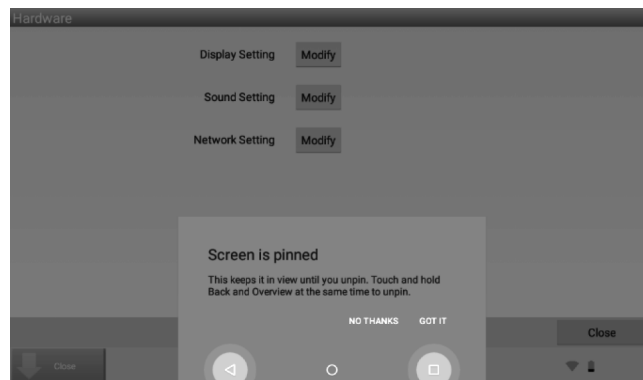 Hardware
Display Setting Modify
Sound Setting Modify
Network Setting Modify
Screen is pinned
This keeps it in view until you unpin. Touch and hold
Back and Overview at the same time to unpin.
NO THANKS GOT IT
Close
Close